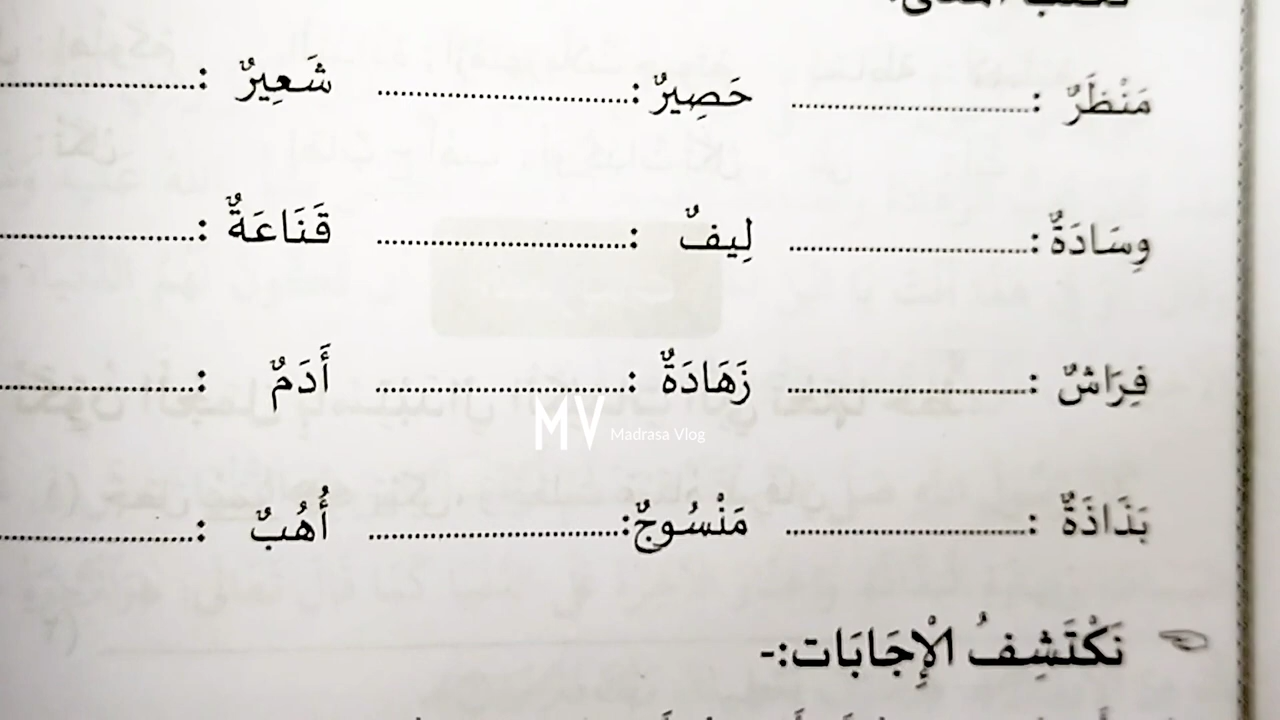 مَنْظَرٌ : .................... حَصِيرٌ : .................... شَعِيرٌ : ....................
وِسَادَةٌ : .................... لِيفٌ : .................... قَنَاعَةٌ : ....................
فِرَاشٌ : .................... زَهَادَةٌ : .................... أَدَمٌ : ....................
MV Madrasa Vlog
بَذَاذَةٌ : .................... مَنْسُوجٌ : .................... أُهُبٌ : ....................
نَكْتَشِفُ الْإِجَابَات:-